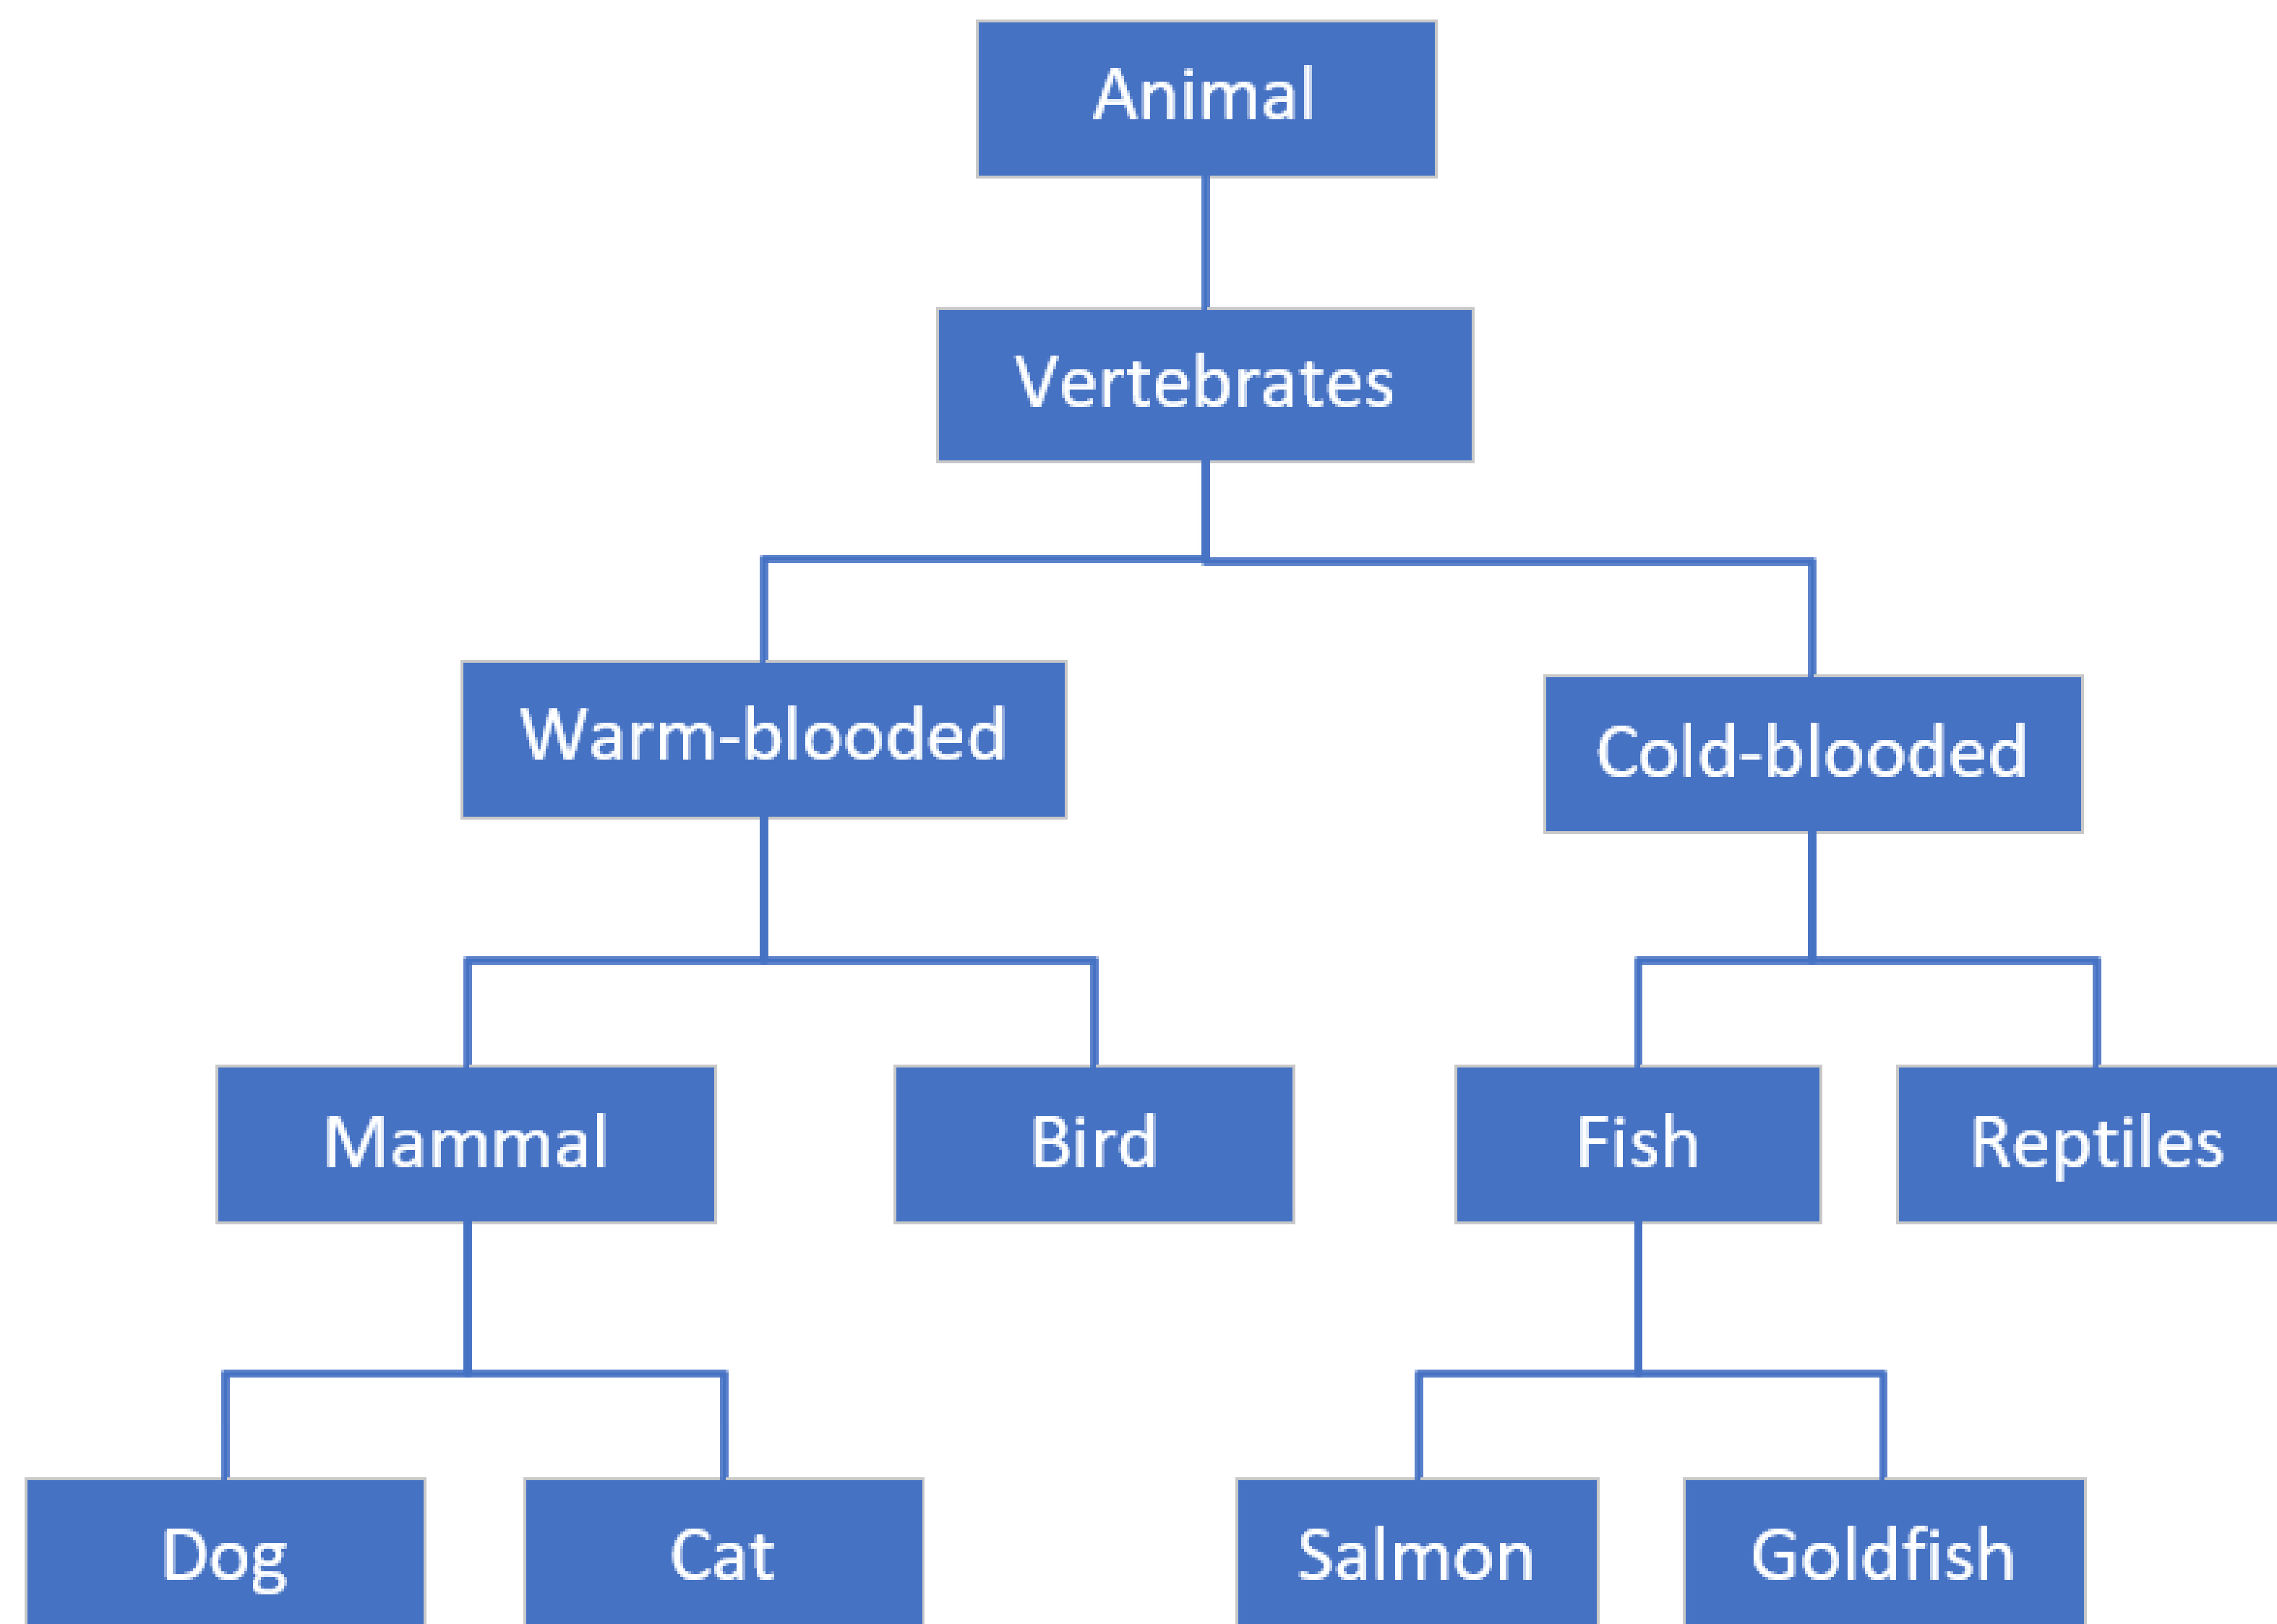 Animal
Vertebrates
Warm-blooded
Cold-blooded
Mammal
Bird
Fish
Reptiles
Dog
Cat
Salmon
Goldfish